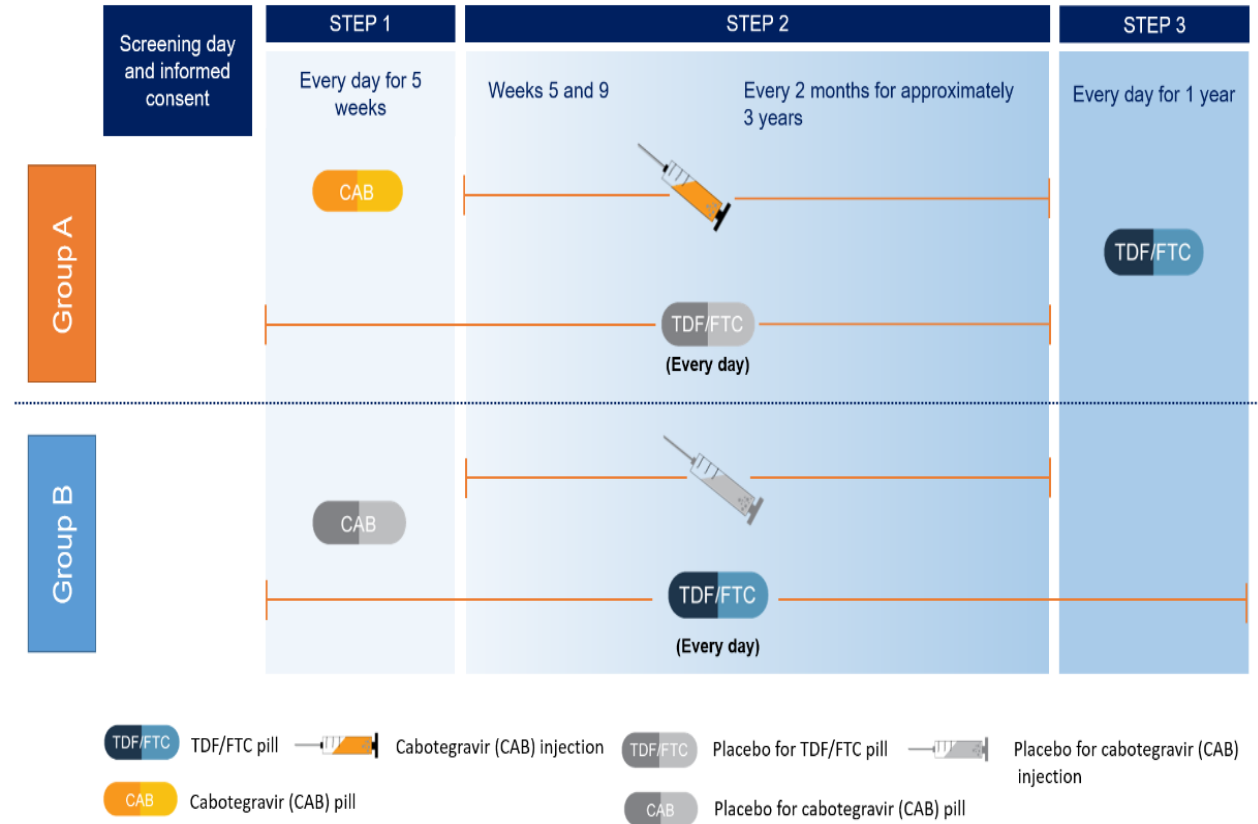 Screening day
and informed
consent
STEP 1
STEP 2
STEP 3
Every day for 5
weeks
Weeks 5 and 9
Every 2 months for approximately
3 years
Every day for 1 year
Group A
CAB
TDF/FTC
TDF/FTC
(Every day)
Group B
CAB
TDF/FTC
(Every day)
TDF/FTC
TDF/FTC pill
Cabotegravir (CAB) injection
TDF/FTC
Placebo for TDF/FTC pill
Placebo for cabotegravir (CAB)
injection
CAB
Cabotegravir (CAB) pill
CAB
Placebo for cabotegravir (CAB) pill